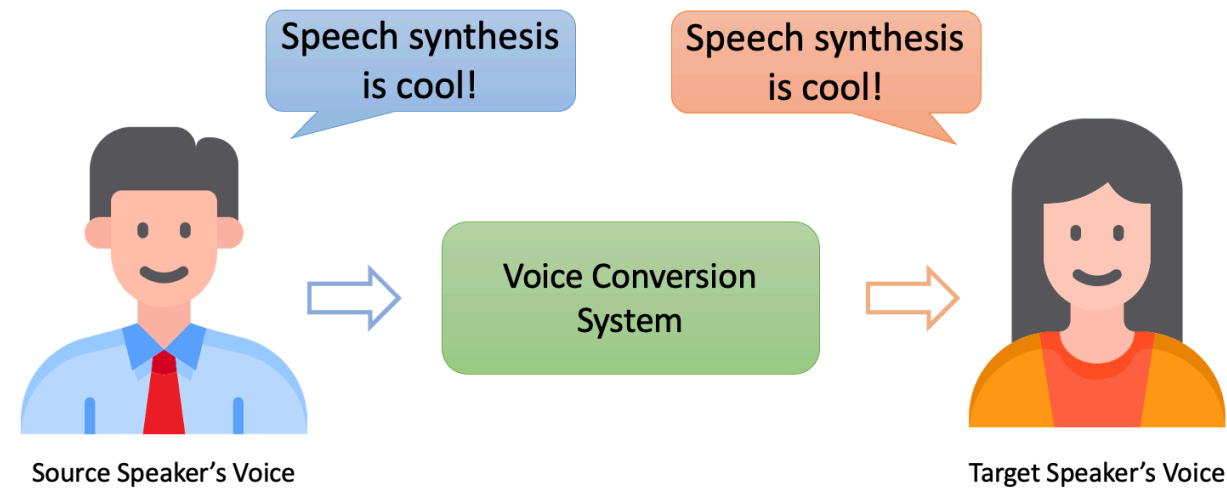 Speech synthesis
is cool!
Speech synthesis
is cool!
Voice Conversion
System
Source Speaker’s Voice
Target Speaker’s Voice